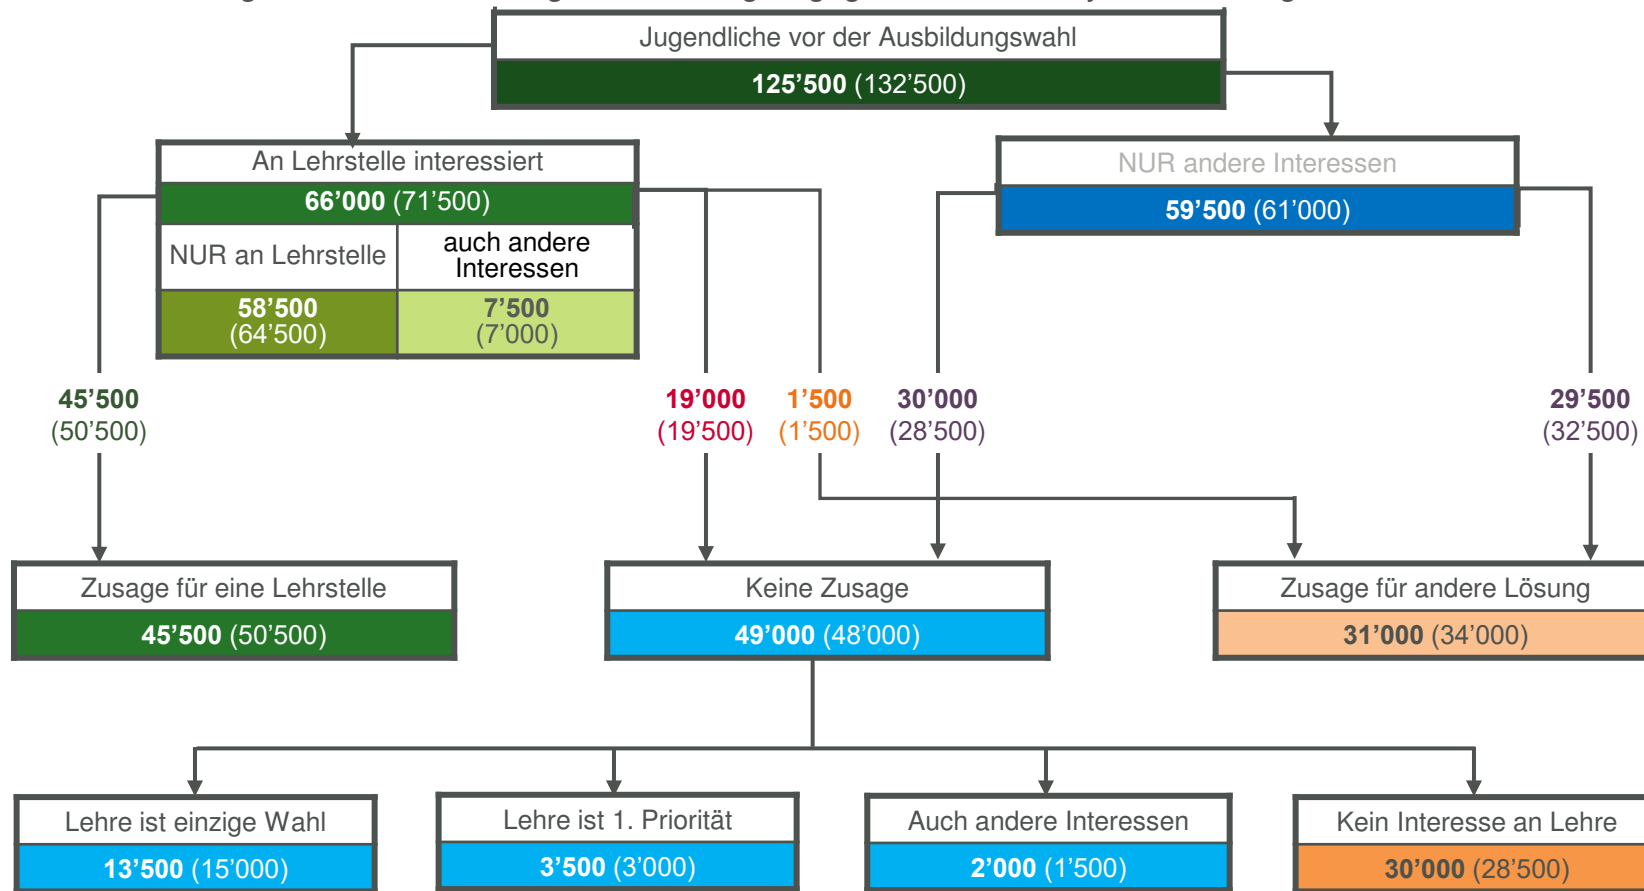 Jugendliche vor der Ausbildungswahl
125’500 (132’500)
An Lehrstelle interessiert
66’000 (71’500)
NUR an Lehrstelle
auch andere
Interessen
58’500
(64’500)
7’500
(7’000)
NUR andere Interessen
59’500 (61’000)
45’500
(50’500)
19’000
(19’500)
1’500
(1’500)
30’000
(28’500)
29’500
(32’500)
Zusage für eine Lehrstelle
45’500 (50’500)
Keine Zusage
49’000 (48’000)
Zusage für andere Lösung
31’000 (34’000)
Lehre ist einzige Wahl
13’500 (15’000)
Lehre ist 1. Priorität
3’500 (3’000)
Auch andere Interessen
2’000 (1’500)
Kein Interesse an Lehre
30’000 (28’500)